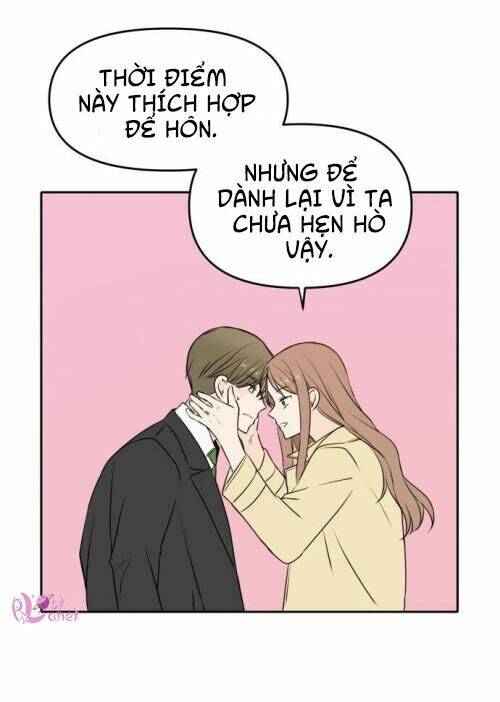 THỜI ĐIỂM
NÀY THÍCH HỢP
ĐỂ HÔN.
NHƯNG ĐỂ
DÀNH LẠI VÌ TA
CHƯA HẸN HÒ
VẬY.